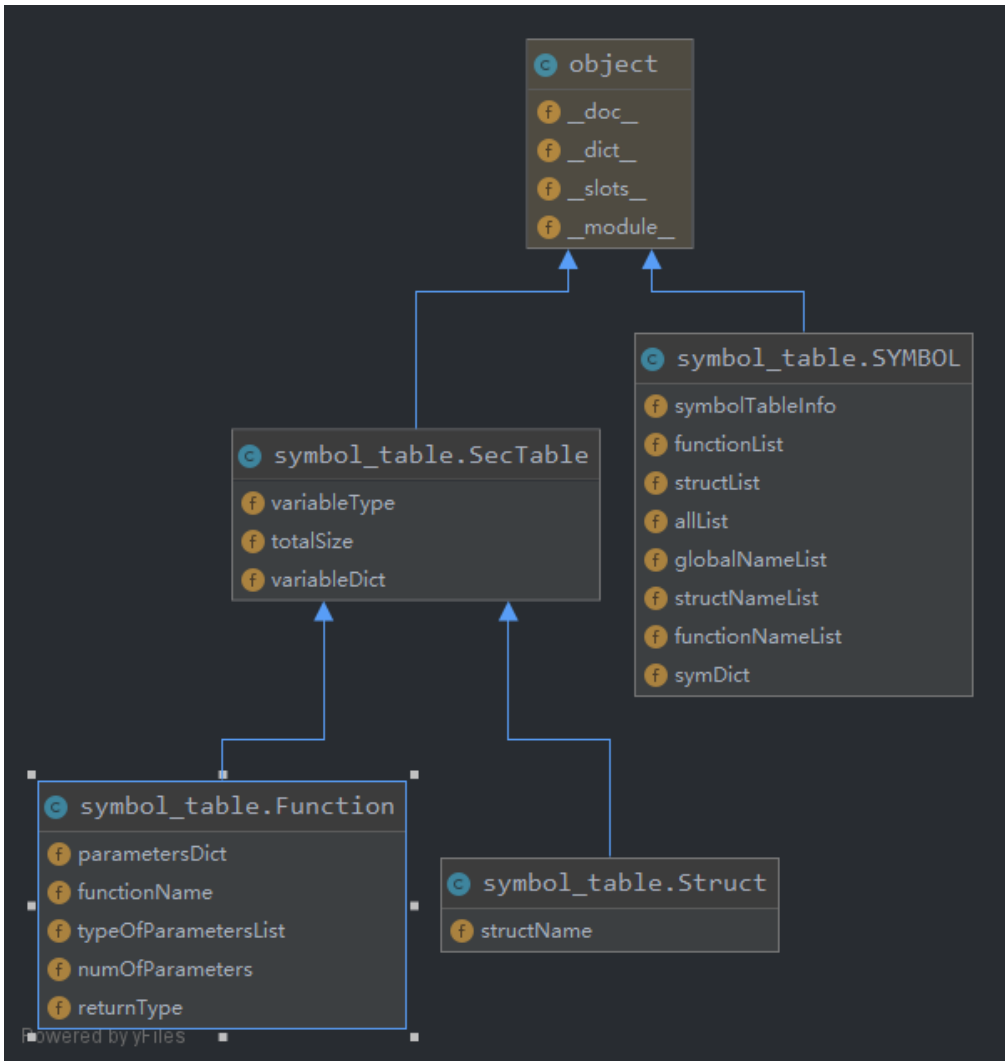 object
__doc__
__dict__
__slots__
__module__
symbol_table.SYMBOL
symbolTableInfo
functionList
structList
allList
globalNameList
structNameList
functionNameList
symDict
symbol_table.SecTable
variableType
totalSize
variableDict
symbol_table.Function
parametersDict
functionName
typeOfParametersList
numOfParameters
returnType
symbol_table.Struct
structName
Powered by yFiles